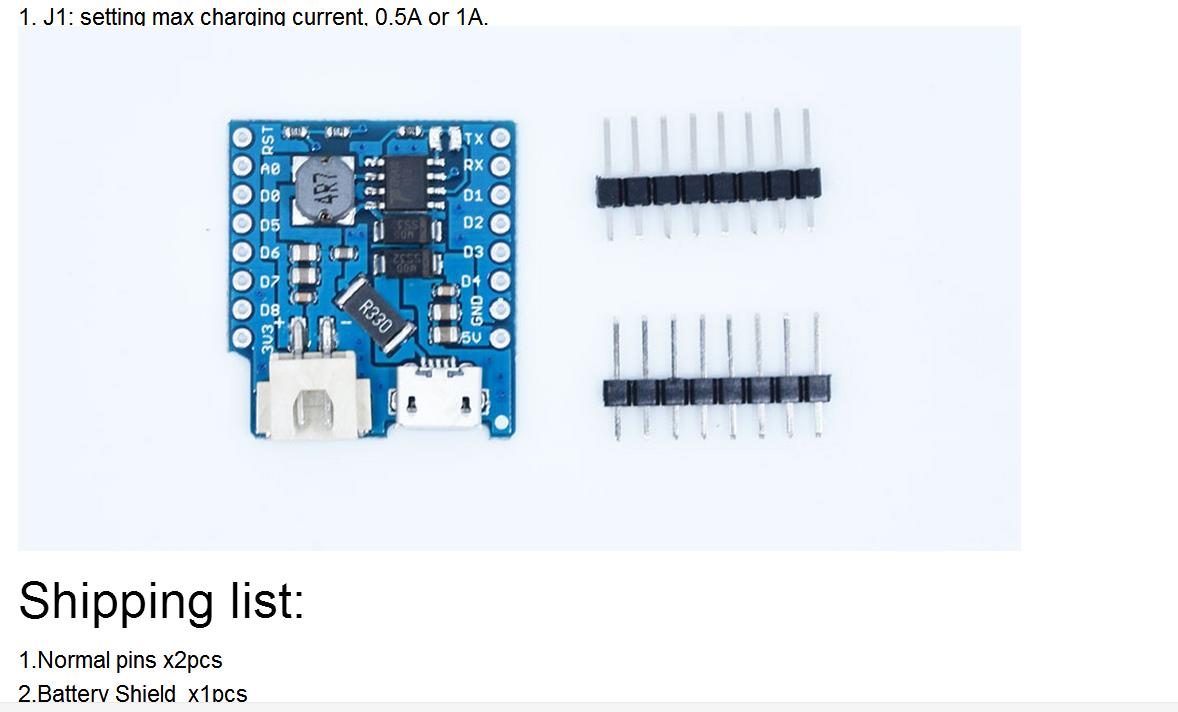 1. J1: setting max charging current, 0.5A or 1A.
RST
TX
A0
RX
D0
D1
D5
D2
D6
D3
D7
D4
D8
GND
3V3
5V
+
-
4R7
SS32
R330
Shipping list:
1.Normal pins x2pcs
2.Battery Shield x1pcs